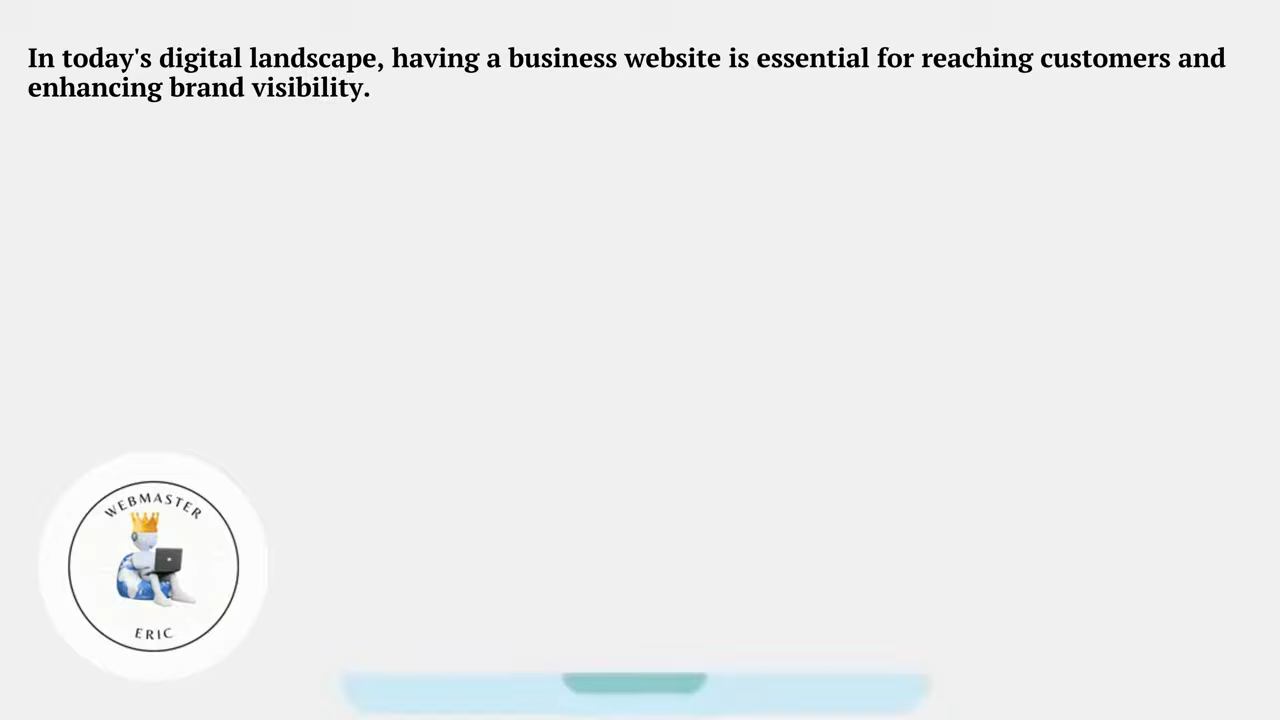 In today's digital landscape, having a business website is essential for reaching customers and
enhancing brand visibility.
WEBMASTER
ERIC